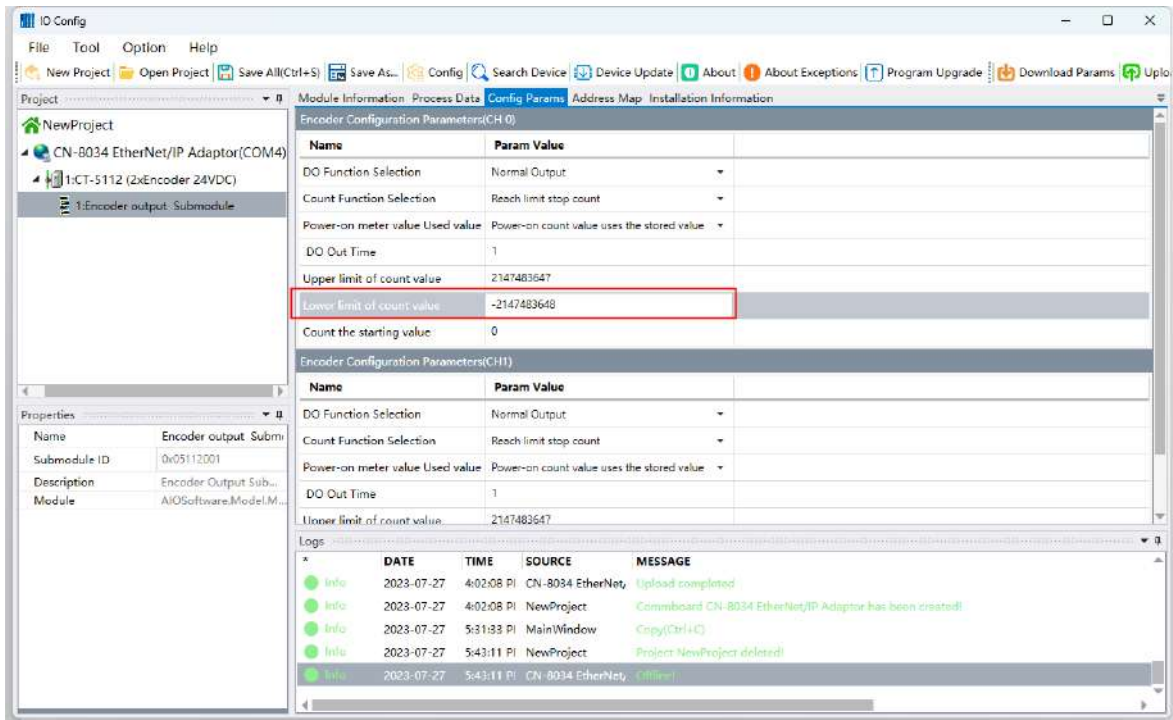 IO Config
File Tool Option Help
New Project Open Project Save All(Ctrl+S) Save As... Config Search Device Device Update About About Exceptions Program Upgrade Download Params Uplo
Project
Module Information Process Data Config Params Address Map Installation Information
NewProject
CN-8034 EtherNet/IP Adaptor(COM4)
1:CT-5112 (2xEncoder 24VDC)
1:Encoder output Submodule
Encoder Configuration Parameters(CH 0)
Name Param Value
DO Function Selection Normal Output
Count Function Selection Reach limit stop count
Power-on meter value Used value Power-on count value uses the stored value
DO Out Time 1
Upper limit of count value 2147483647
Lower limit of count value -2147483648
Count the starting value 0
Encoder Configuration Parameters(CH1)
Name Param Value
DO Function Selection Normal Output
Count Function Selection Reach limit stop count
Power-on meter value Used value Power-on count value uses the stored value
DO Out Time 1
Upper limit of count value 2147483647
Properties
Name Encoder output Subm
Submodule ID 0x05112001
Description Encoder Output Sub...
Module AIOSoftware.Model.M...
Logs
* DATE TIME SOURCE MESSAGE
Info 2023-07-27 4:02:08 PI CN-8034 EtherNet, Upload completed
Info 2023-07-27 4:02:08 PI NewProject Commboard CN-8034 EtherNet/IP Adaptor has been created!
Info 2023-07-27 5:31:33 PI MainWindow Copy(Ctrl+C)
Info 2023-07-27 5:43:11 PI NewProject Project NewProject deleted!
Info 2023-07-27 5:43:11 PI CN-8034 EtherNet, Offline!